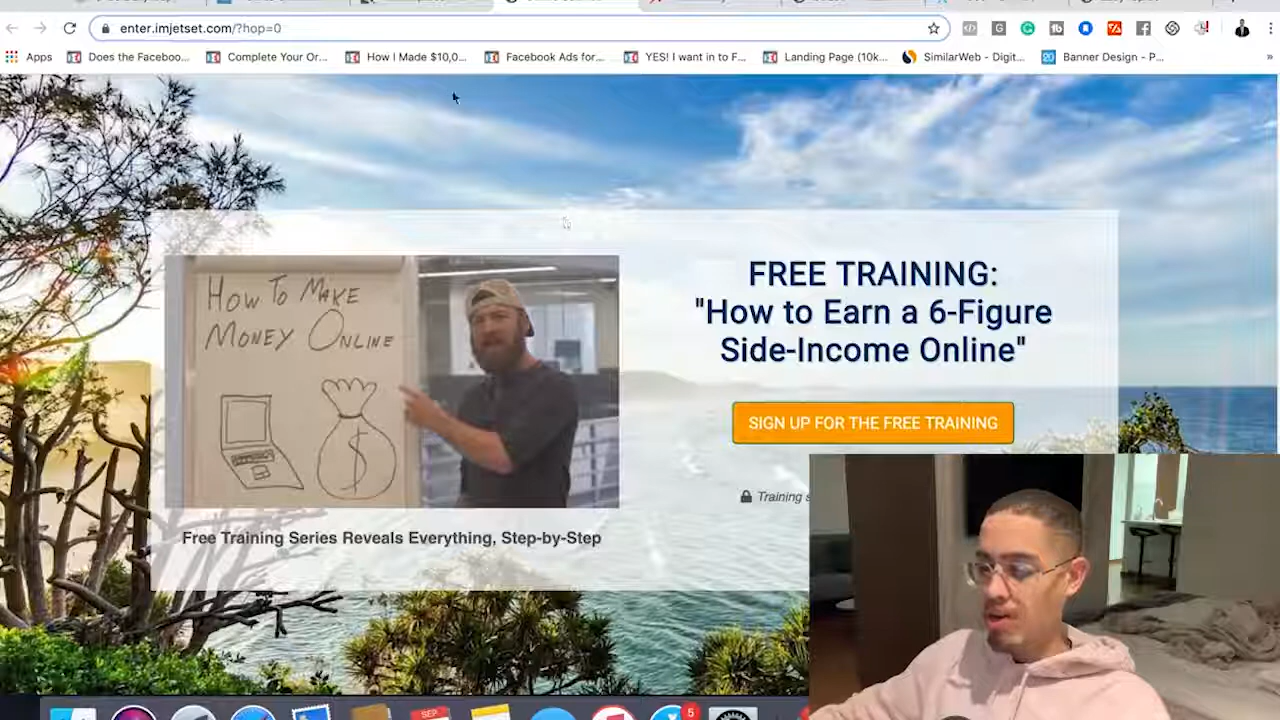 enter.imjetset.com/?hop=0
Apps
Does the Faceboo...
Complete Your Or...
How I Made $10,0...
Facebook Ads for...
YES! I want in to F...
Landing Page (10k...
SimilarWeb - Digit...
Banner Design - P...
»
HOW TO MAKE
MONEY ONLINE
$
FREE TRAINING:
"How to Earn a 6-Figure
Side-Income Online"
SIGN UP FOR THE FREE TRAINING
Training
Free Training Series Reveals Everything, Step-by-Step
SEP
5